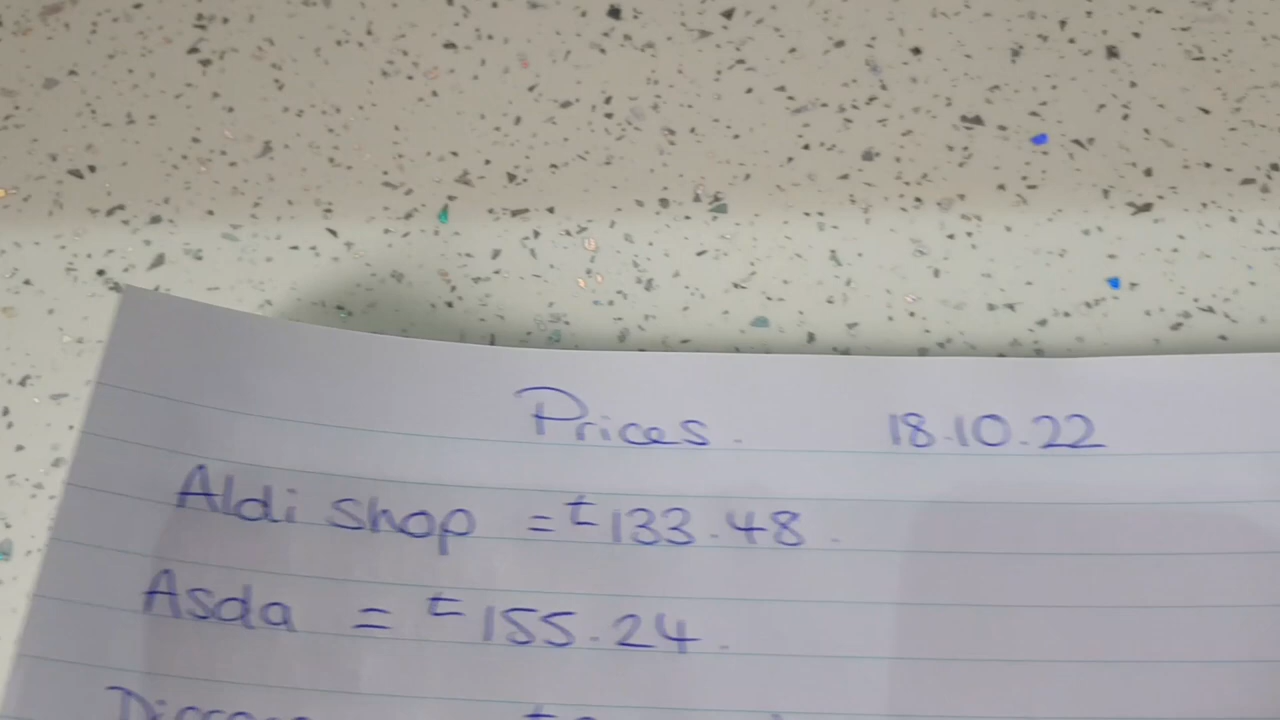 Prices. 18.10.22
Aldi shop = £133.48.
Asda = £155.24.